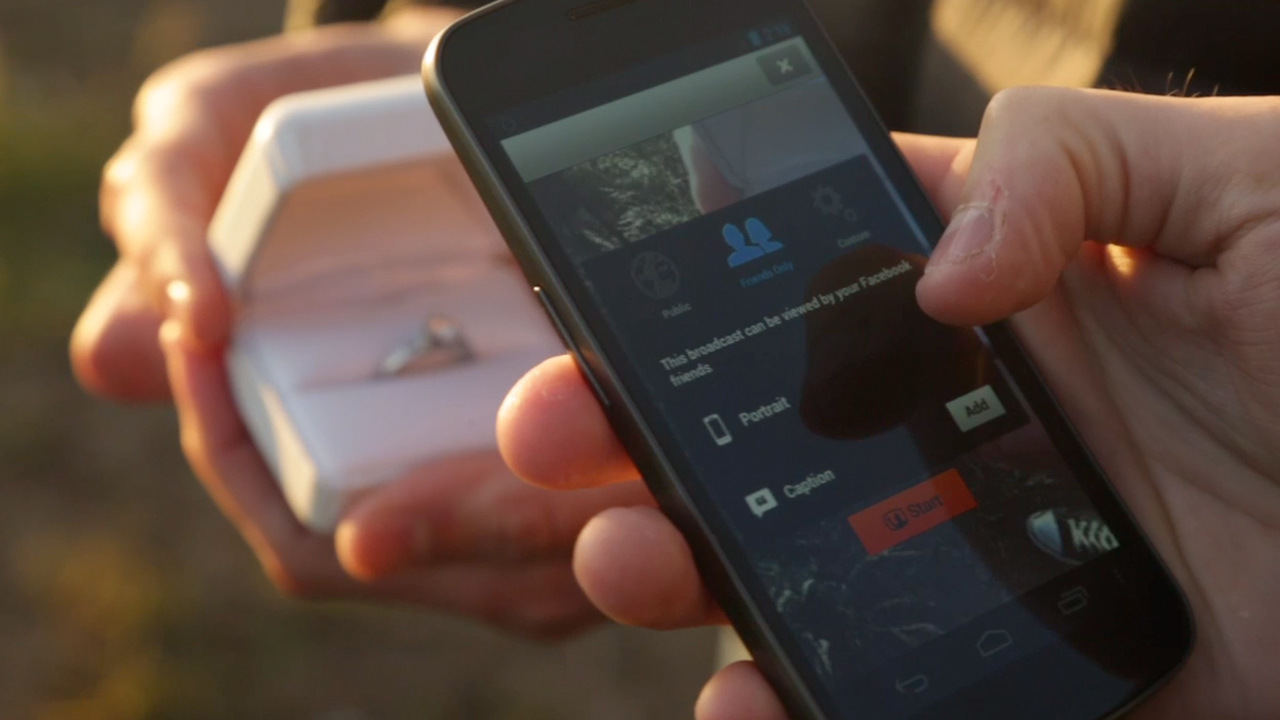 Public
Friends Only
Custom
This broadcast can be viewed by your Facebook
friends
Portrait
Add
Caption
Start